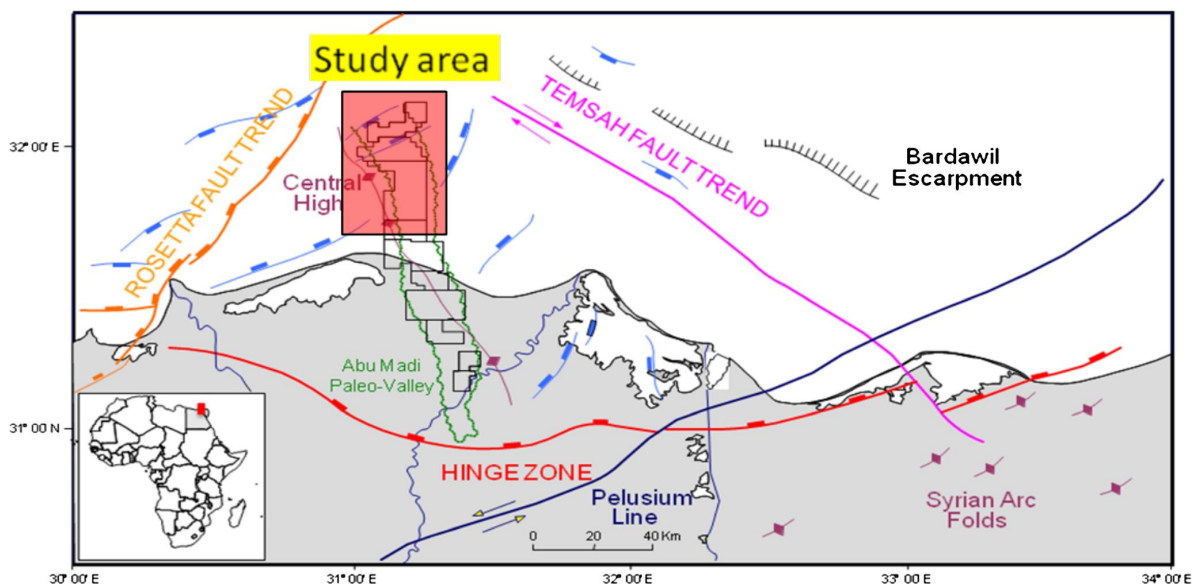 Study area
ROSETTA FAULT TREND
TEMSAH FAULT TREND
32°00' E
Bardawil
Escarpment
Central
High
Abu Madi
Paleo-Valley
31°00 N
HINGE ZONE
Pelusium
Line
Syrian Arc
Folds
0 20 40 Km
30°00' E
31°00' E
32°00' E
33°00' E
34°00' E